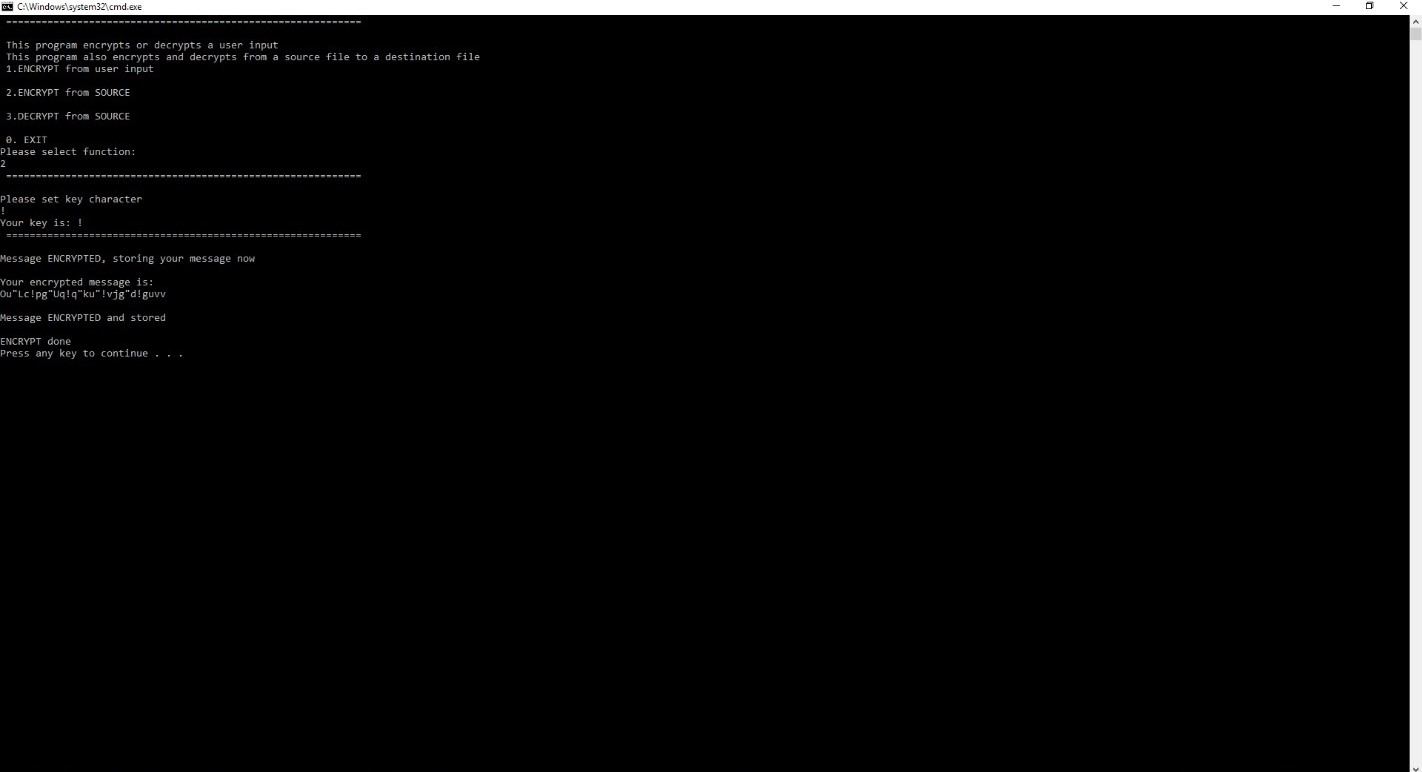 C:\Windows\system32\cmd.exe
============================================================
This program encrypts or decrypts a user input
This program also encrypts and decrypts from a source file to a destination file
1.ENCRYPT from user input
2.ENCRYPT from SOURCE
3.DECRYPT from SOURCE
0. EXIT
Please select function:
2
============================================================
Please set key character
!
Your key is: !
============================================================
Message ENCRYPTED, storing your message now
Your encrypted message is:
Ou"Lc!pg"Uq!q"ku"!vjg"d!guvv
Message ENCRYPTED and stored
ENCRYPT done
Press any key to continue . . .